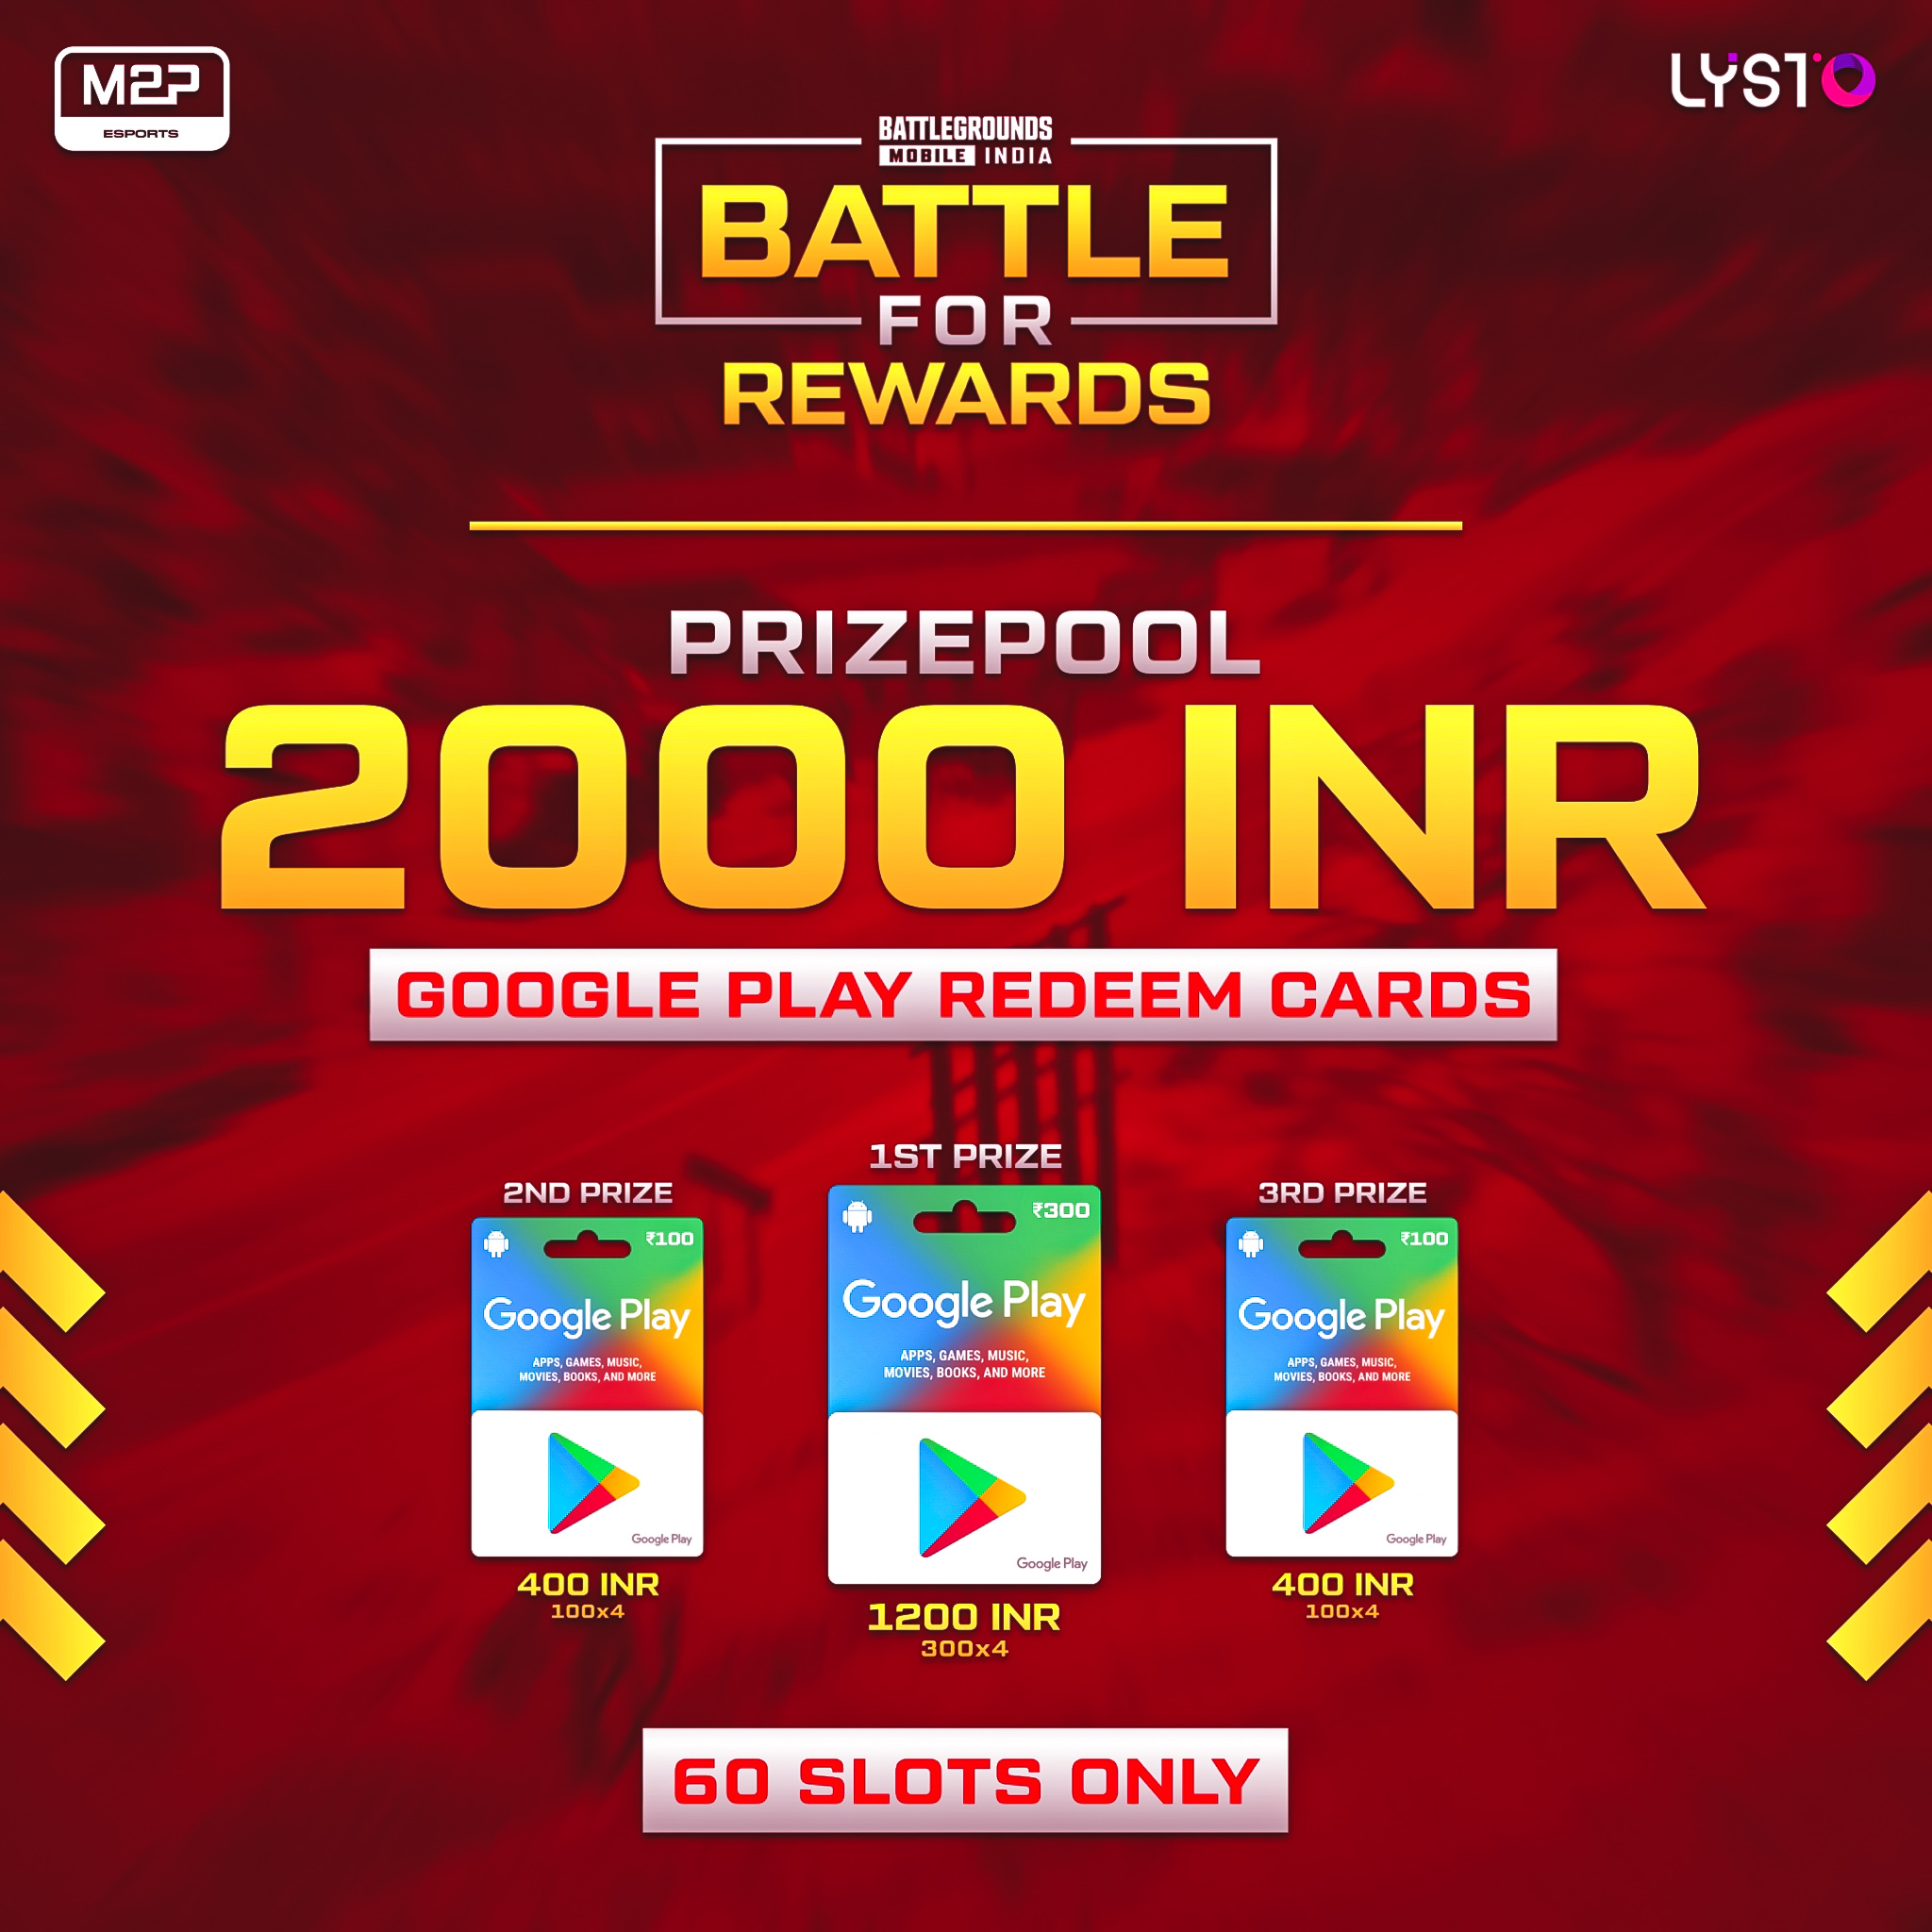 M2P
ESPORTS
LYSTO
BATTLEGROUNDS
MOBILE INDIA
BATTLE
FOR
REWARDS
PRIZEPOOL
2000 INR
GOOGLE PLAY REDEEM CARDS
2ND PRIZE
₹100
Google Play
APPS, GAMES, MUSIC,
MOVIES, BOOKS, AND MORE
Google Play
400 INR
100x4
1ST PRIZE
₹300
Google Play
APPS, GAMES, MUSIC,
MOVIES, BOOKS, AND MORE
Google Play
1200 INR
300x4
3RD PRIZE
₹100
Google Play
APPS, GAMES, MUSIC,
MOVIES, BOOKS, AND MORE
Google Play
400 INR
100x4
60 SLOTS ONLY